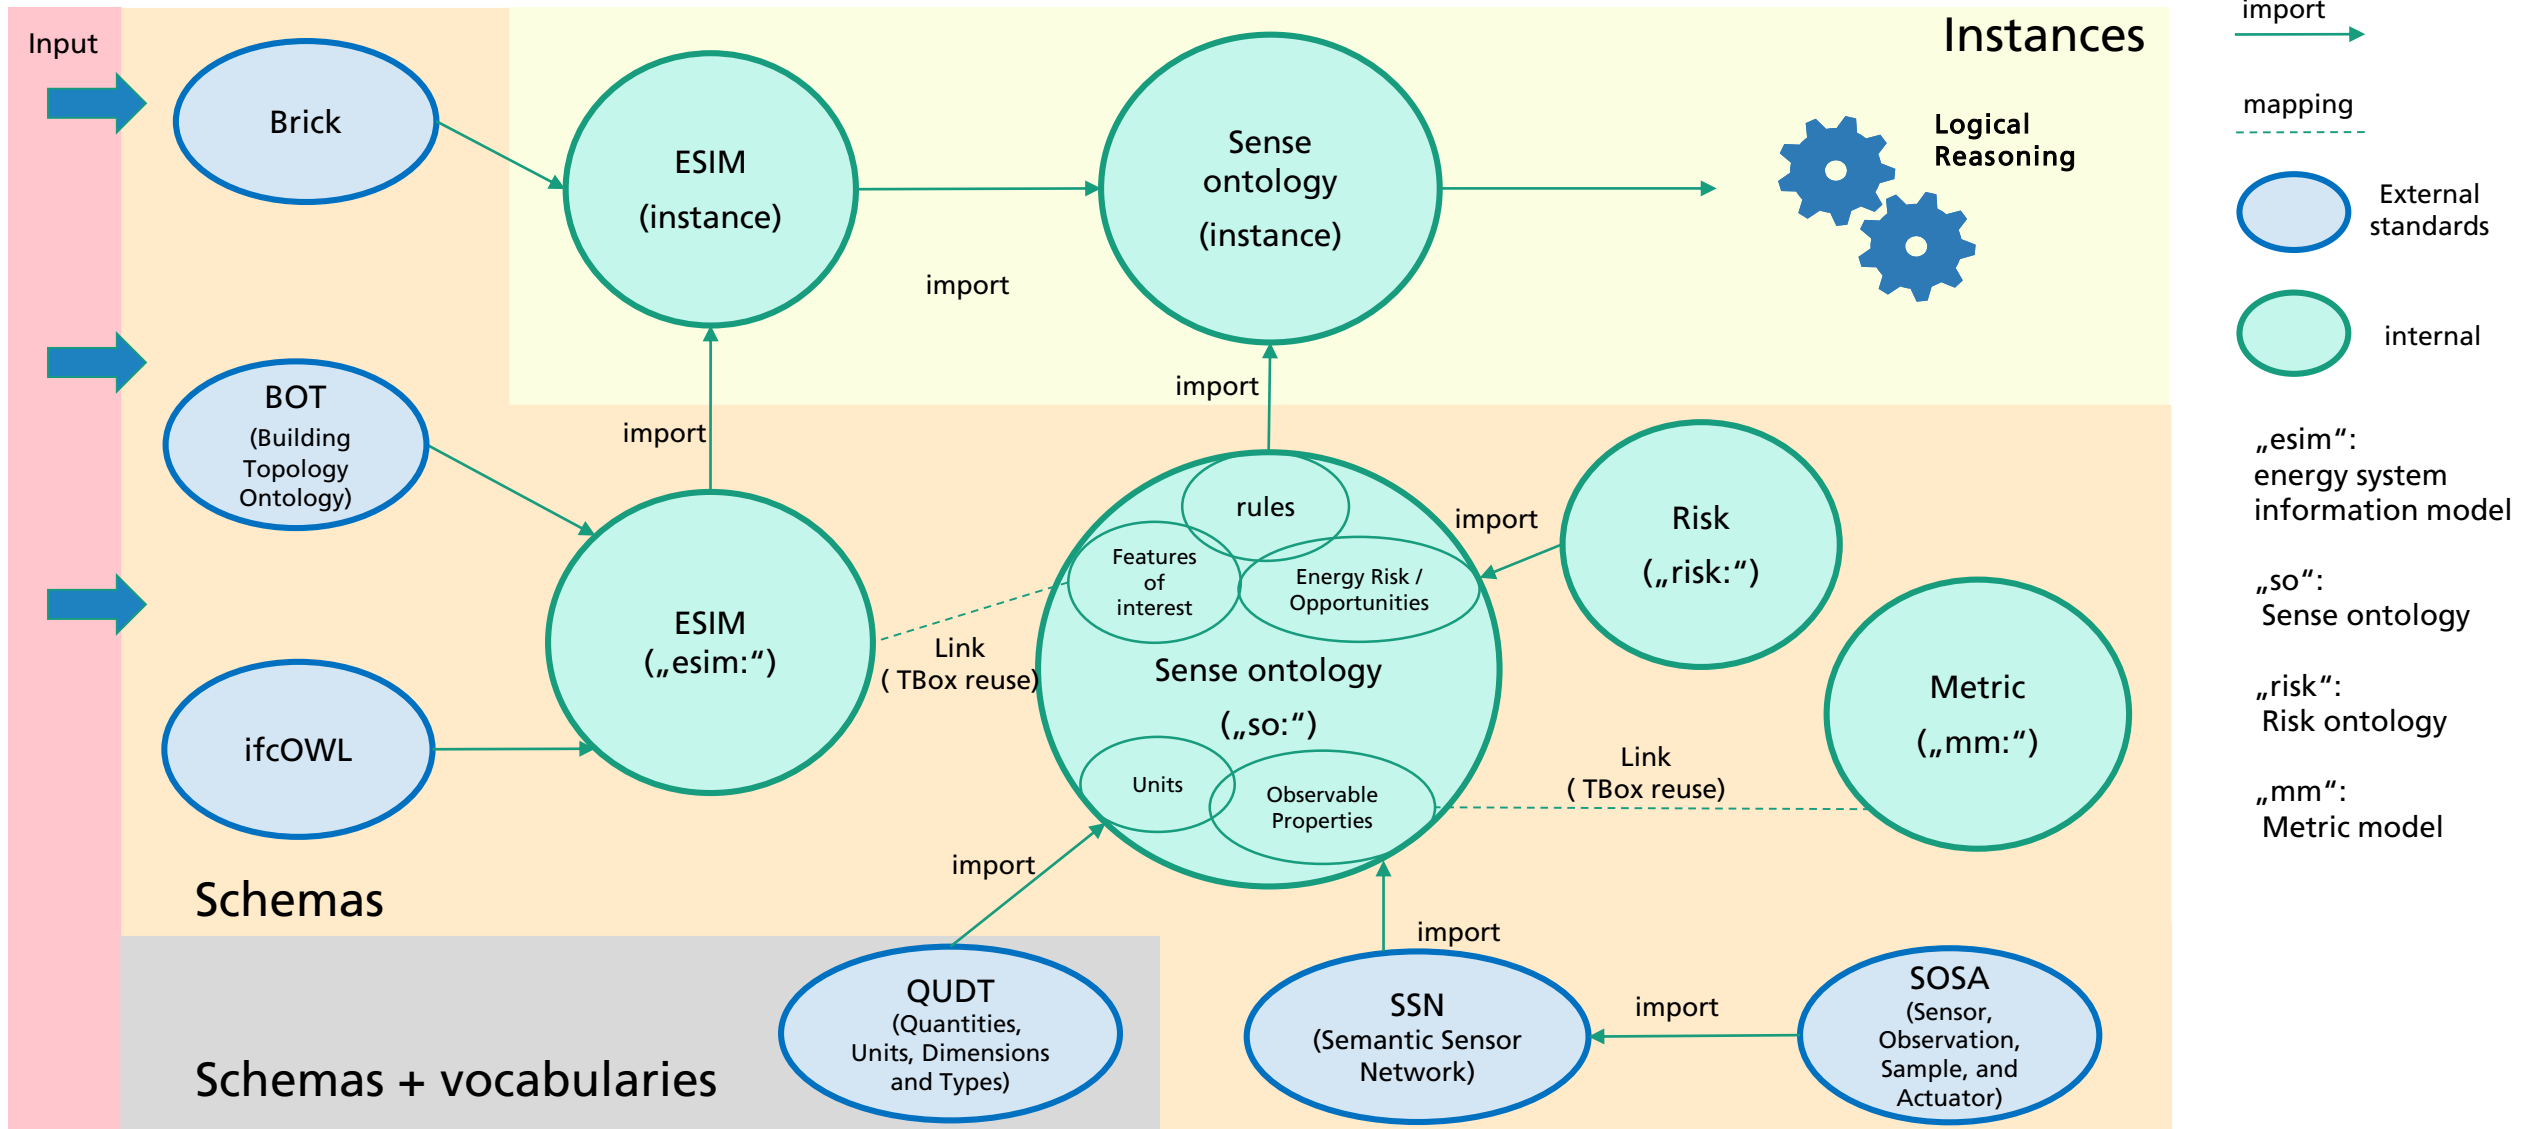 Input
Instances
Brick
ESIM
(instance)
Sense
ontology
(instance)
Logical
Reasoning
import
import
import
BOT
(Building
Topology
Ontology)
ESIM
(„esim:“)
Link
( TBox reuse)
rules
Features
of
interest
Energy Risk /
Opportunities
Sense ontology
(„so:“)
Units
Observable
Properties
import
Risk
(„risk:“)
Metric
(„mm:“)
Link
( TBox reuse)
ifcOWL
Schemas
import
import
Schemas + vocabularies
QUDT
(Quantities,
Units, Dimensions
and Types)
SSN
(Semantic Sensor
Network)
import
SOSA
(Sensor,
Observation,
Sample, and
Actuator)
import
mapping
External
standards
internal
„esim“:
energy system
information model
„so“:
Sense ontology
„risk“:
Risk ontology
„mm“:
Metric model